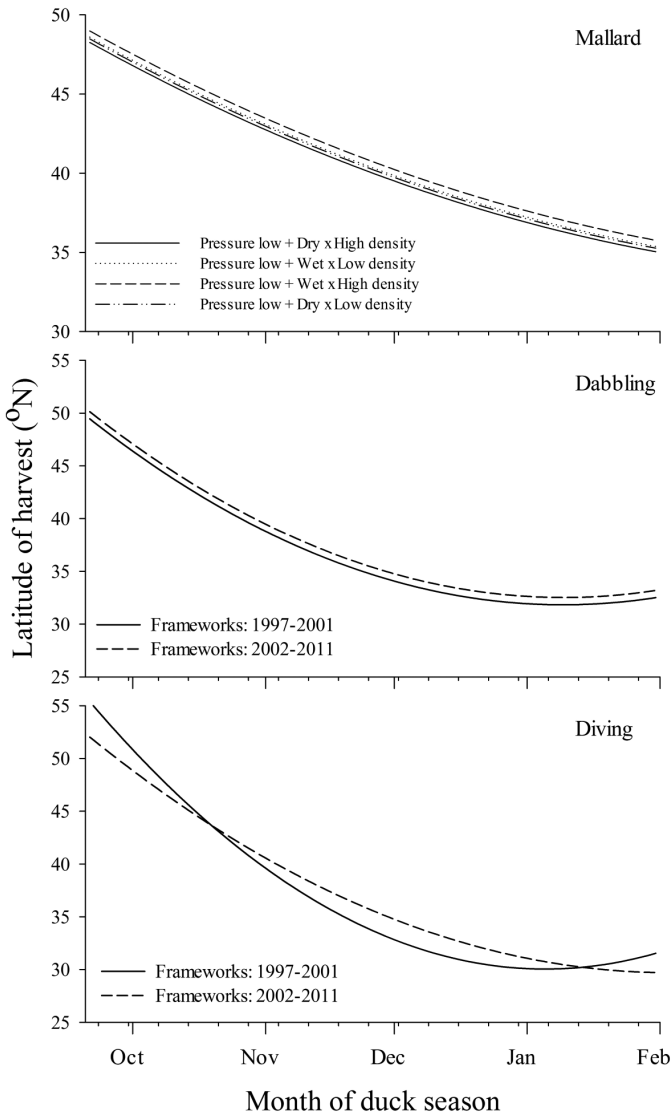 Mallard
50
45
40
35
30
Pressure low + Dry x High density
Pressure low + Wet x Low density
Pressure low + Wet x High density
Pressure low + Dry x Low density
Dabbling
55
50
45
40
35
30
25
Frameworks: 1997-2001
Frameworks: 2002-2011
Latitude of harvest (°N)
Diving
55
50
45
40
35
30
25
Frameworks: 1997-2001
Frameworks: 2002-2011
Oct Nov Dec Jan Feb
Month of duck season